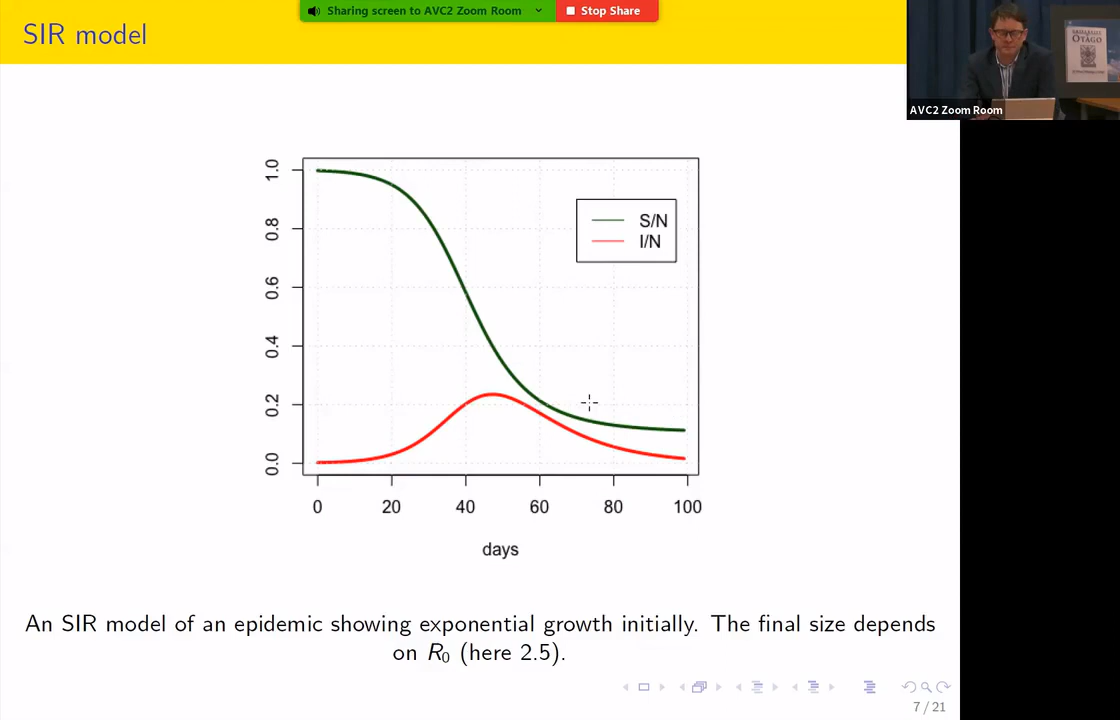 Sharing screen to AVC2 Zoom Room
Stop Share
SIR model
OTAGO
AVC2 Zoom Room
1.0
0.8
0.6
0.4
0.2
0.0
S/N
I/N
0 20 40 60 80 100
days
An SIR model of an epidemic showing exponential growth initially. The final size depends
on R₀ (here 2.5).
7 / 21